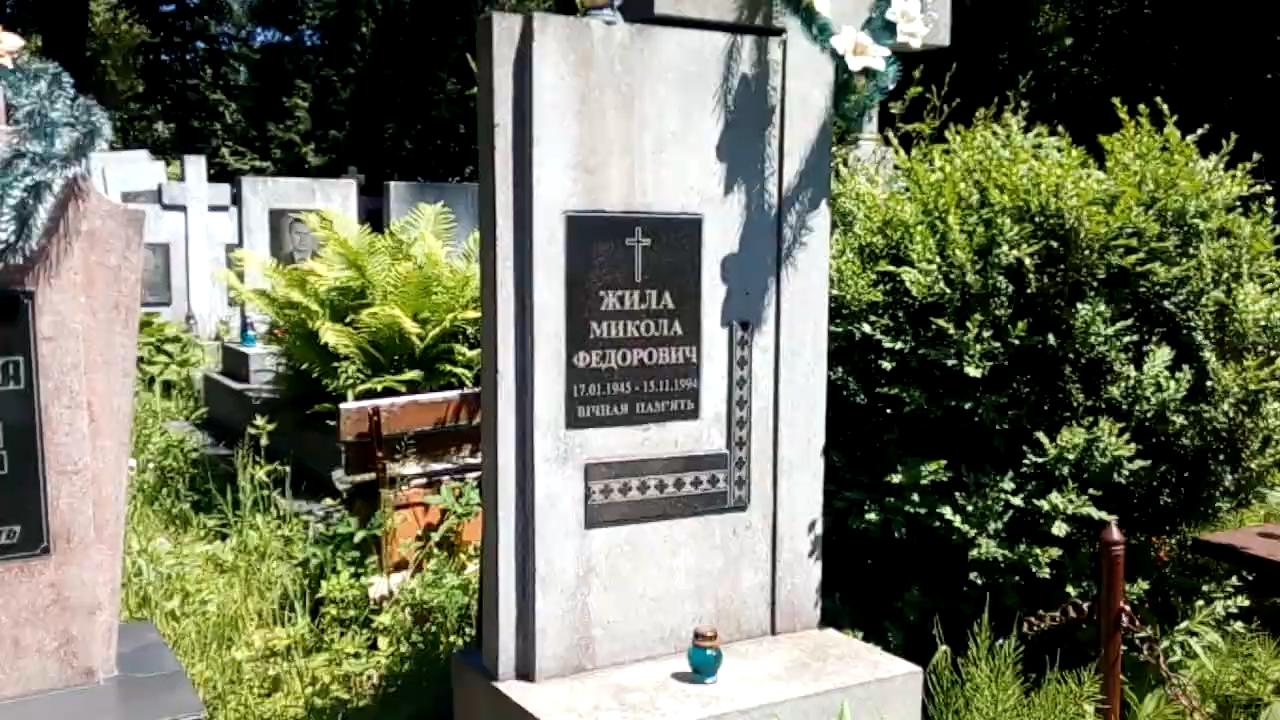 ЖИЛА
МИКОЛА
ФЕДОРОВИЧ
17.01.1945 - 15.11.1994
ВІЧНАЯ ПАМ'ЯТЬ